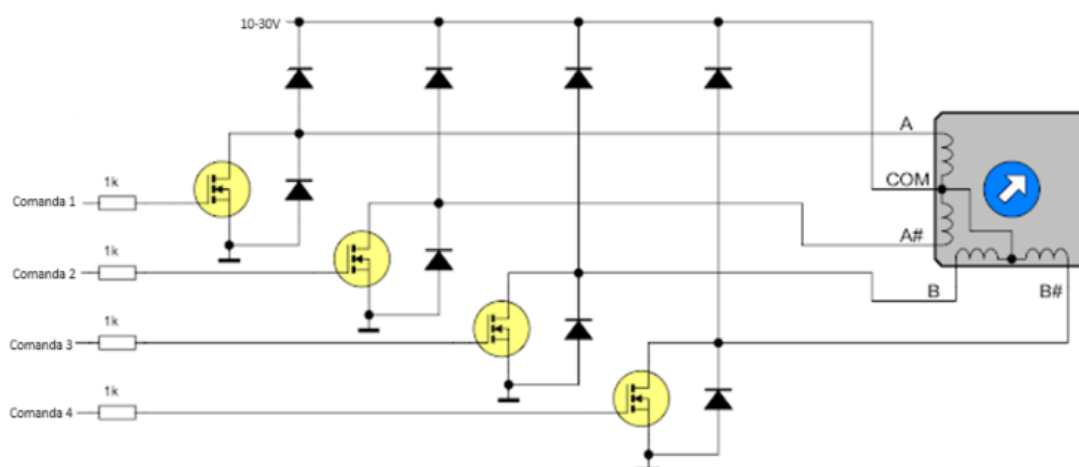 10-30V
A
1k
COM
Comanda 1
A#
1k
Comanda 2
B
B#
1k
Comanda 3
1k
Comanda 4